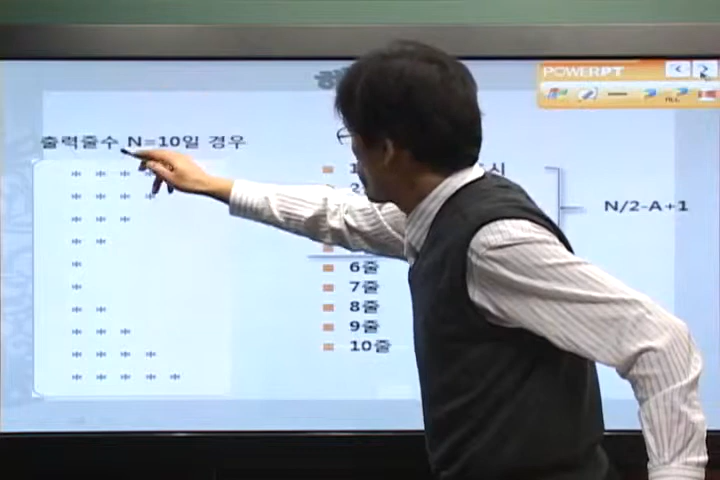 POWERPT
출력줄수 N=10일 경우
* * * *
* * * *
* * *
* *
*
*
* *
* * *
* * * *
* * * * *
N/2-A+1
6줄
7줄
8줄
9줄
10줄